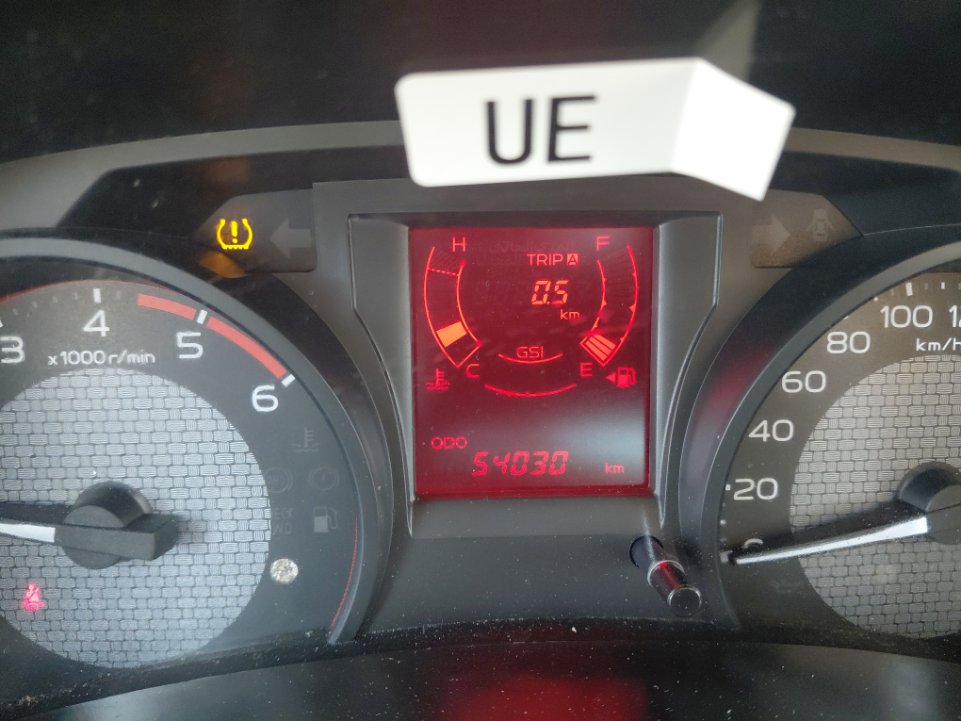 UE
H
F
TRIP A
0.5
km
GSI
C
E
ODO
54030 km
3
4
5
6
x1000 r/min
20
40
60
80
100
km/h